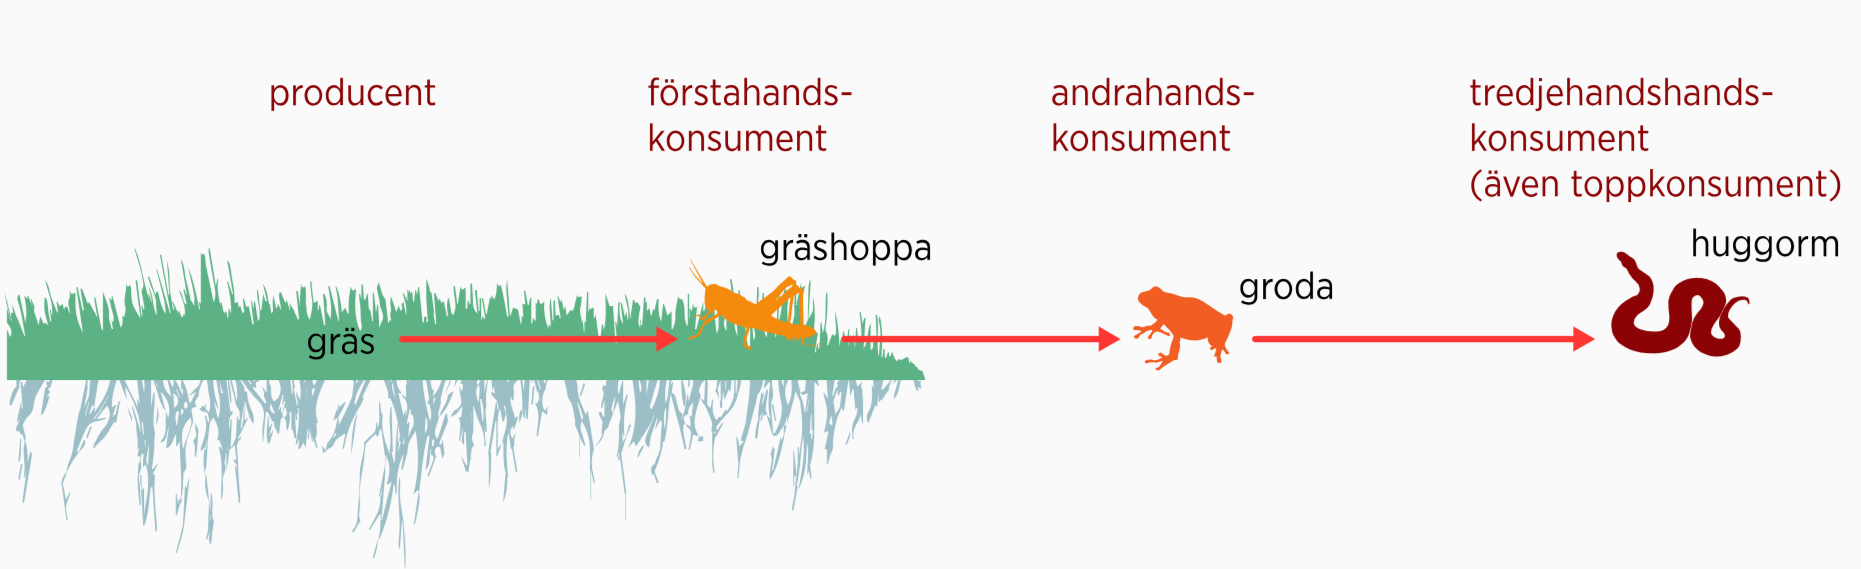 producent
förstahands-
konsument
andrahands-
konsument
tredjehandshands-
konsument
(även toppkonsument)
gräs
gräshoppa
groda
huggorm